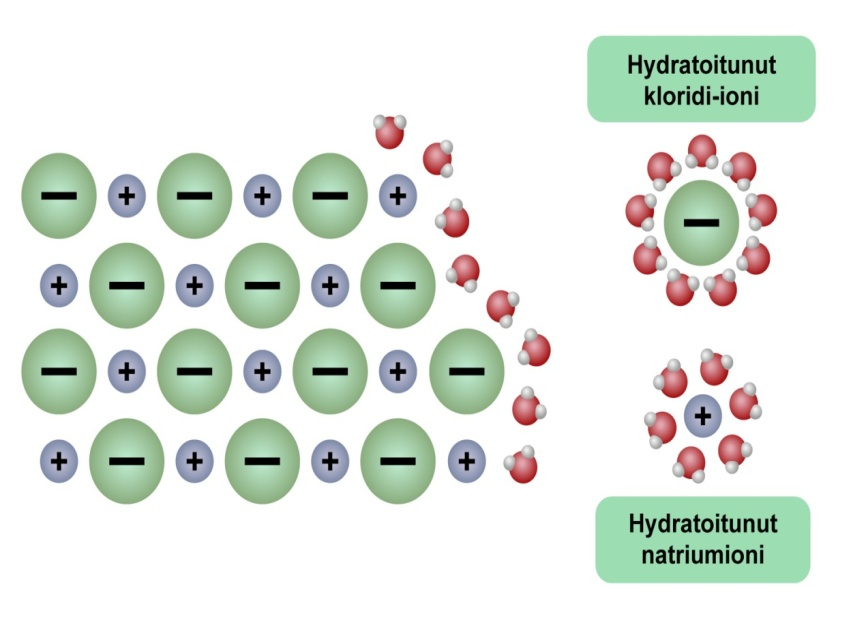 Hydratoitunut
kloridi-ioni
− + − + − +
+ − + − + −
− + − + − + −
+ − + − + − +
−
+
Hydratoitunut
natriumioni